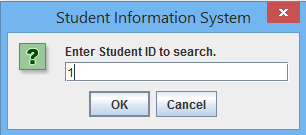 Student Information System
x
?
Enter Student ID to search.
1
OK Cancel